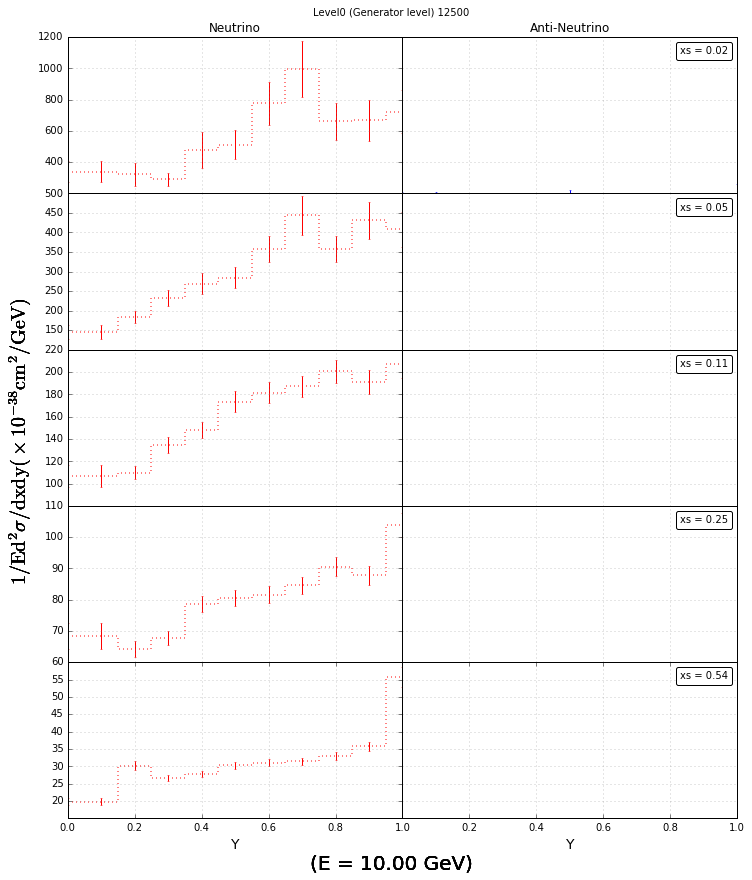 Level0 (Generator level) 12500
Neutrino
Anti-Neutrino
1200
1000
800
600
400
xs = 0.02
500
450
400
350
300
250
200
150
xs = 0.05
220
200
180
160
140
120
100
xs = 0.11
110
100
90
80
70
xs = 0.25
60
55
50
45
40
35
30
25
20
xs = 0.54
0.0 0.2 0.4 0.6 0.8 1.0 0.2 0.4 0.6 0.8 1.0
Y Y
(E = 10.00 GeV)
1/Ed²σ/dxdy(×10⁻³⁸cm²/GeV)